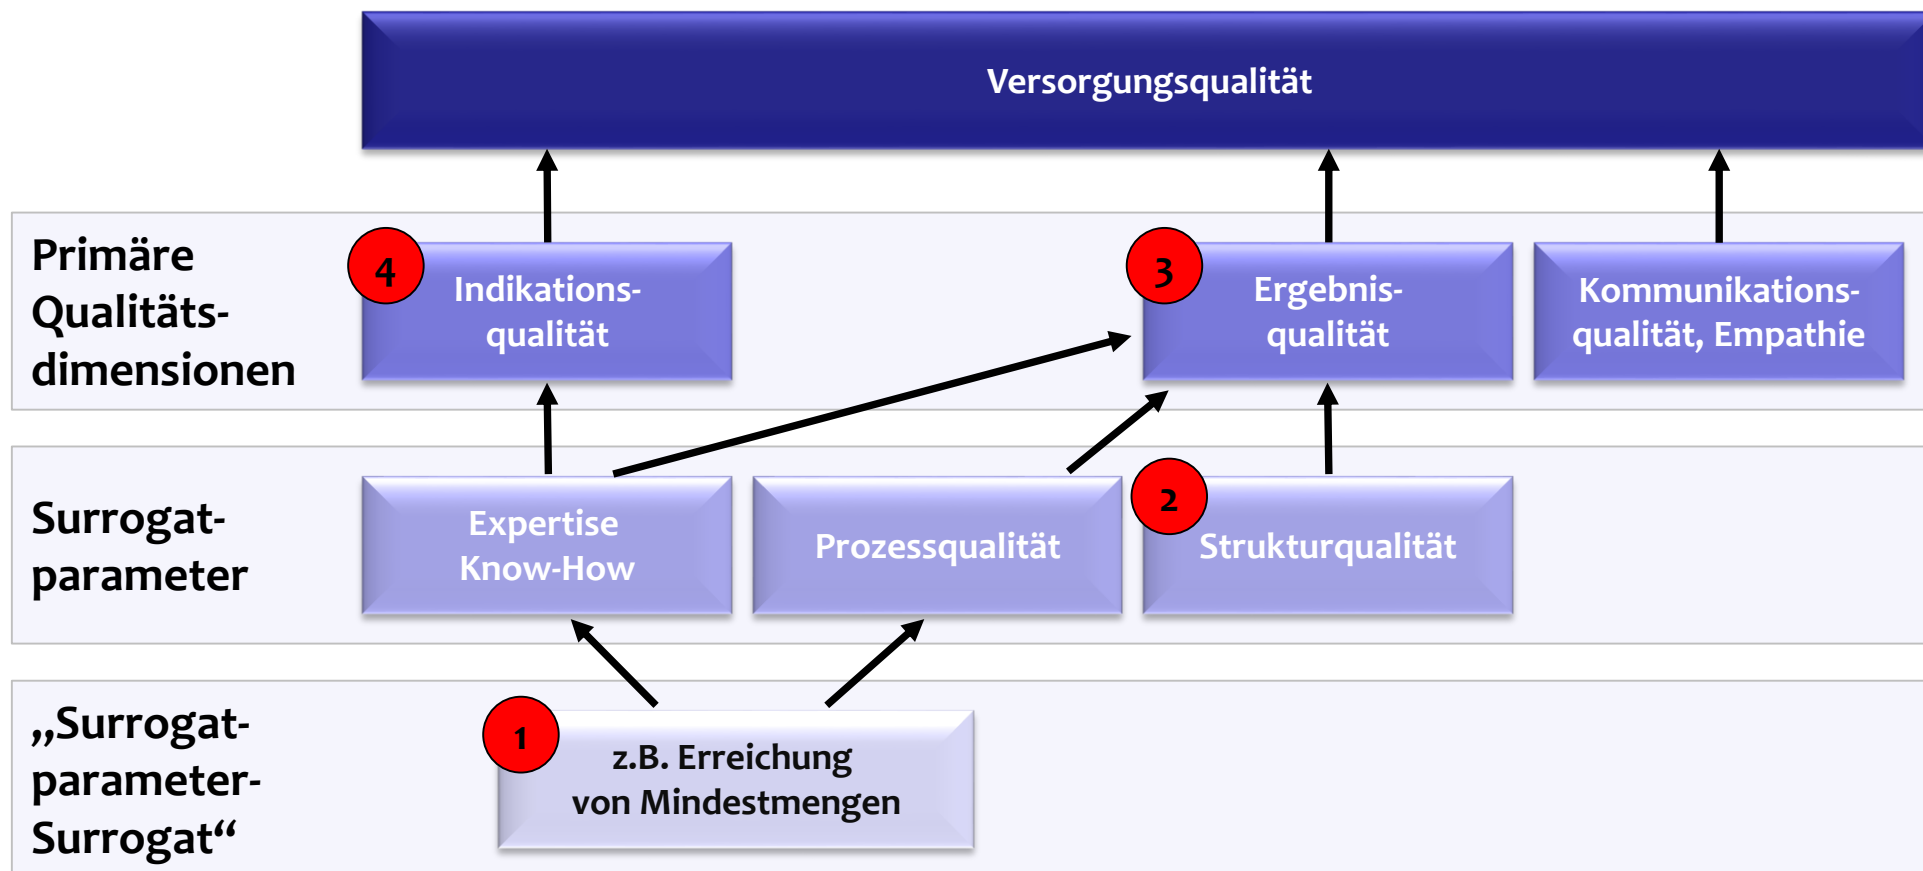 Versorgungsqualität
Primäre
Qualitäts-
dimensionen
4
Indikations-
qualität
3
Ergebnis-
qualität
Kommunikations-
qualität, Empathie
Surrogat-
parameter
Expertise
Know-How
Prozessqualität
2
Strukturqualität
„Surrogat-
parameter-
Surrogat“
1
z.B. Erreichung
von Mindestmengen